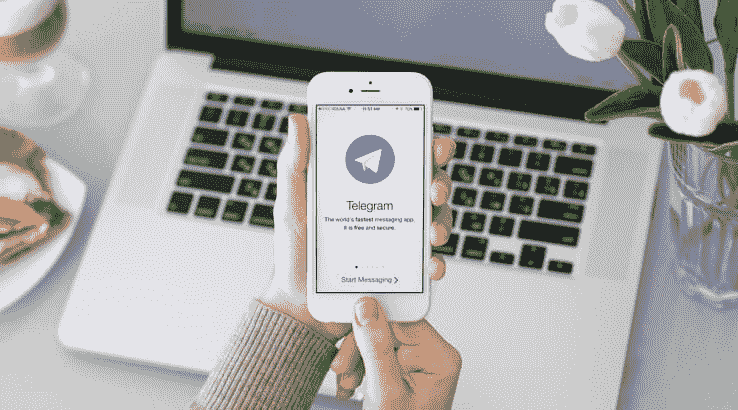 Telegram
The world's fastest messaging app.
It is free and secure.
Start Messaging >